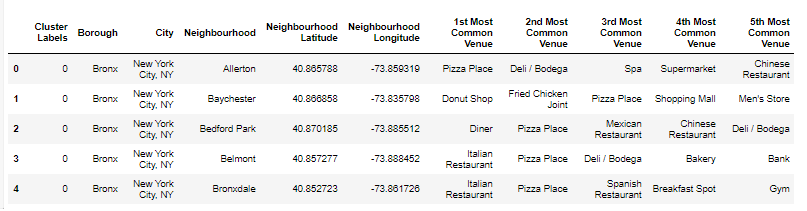 Cluster Labels Borough City Neighbourhood Neighbourhood Latitude Neighbourhood Longitude 1st Most Common Venue 2nd Most Common Venue 3rd Most Common Venue 4th Most Common Venue 5th Most Common Venue
0 0 Bronx New York City, NY Allerton 40.865788 -73.859319 Pizza Place Deli / Bodega Spa Supermarket Chinese Restaurant
1 0 Bronx New York City, NY Baychester 40.866858 -73.835798 Donut Shop Fried Chicken Joint Pizza Place Shopping Mall Men's Store
2 0 Bronx New York City, NY Bedford Park 40.870185 -73.885512 Diner Pizza Place Mexican Restaurant Chinese Restaurant Deli / Bodega
3 0 Bronx New York City, NY Belmont 40.857277 -73.888452 Italian Restaurant Pizza Place Deli / Bodega Bakery Bank
4 0 Bronx New York City, NY Bronxdale 40.852723 -73.861726 Italian Restaurant Pizza Place Spanish Restaurant Breakfast Spot Gym